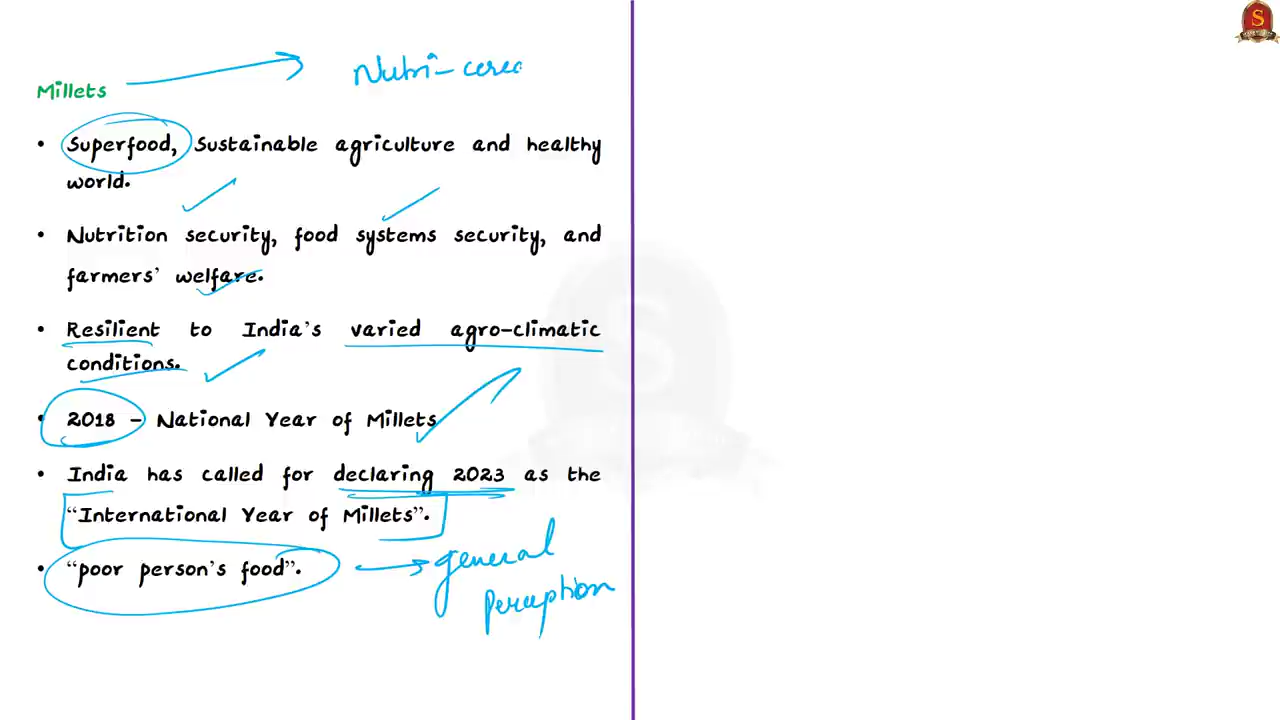 Millets
Nutri-cerea
• Superfood, Sustainable agriculture and healthy
world.
• Nutrition security, food systems security, and
farmers' welfare.
• Resilient to India's varied agro-climatic
conditions.
• 2018 – National Year of Millets
• India has called for declaring 2023 as the
"International Year of Millets".
• "poor person's food".
general
perception
S